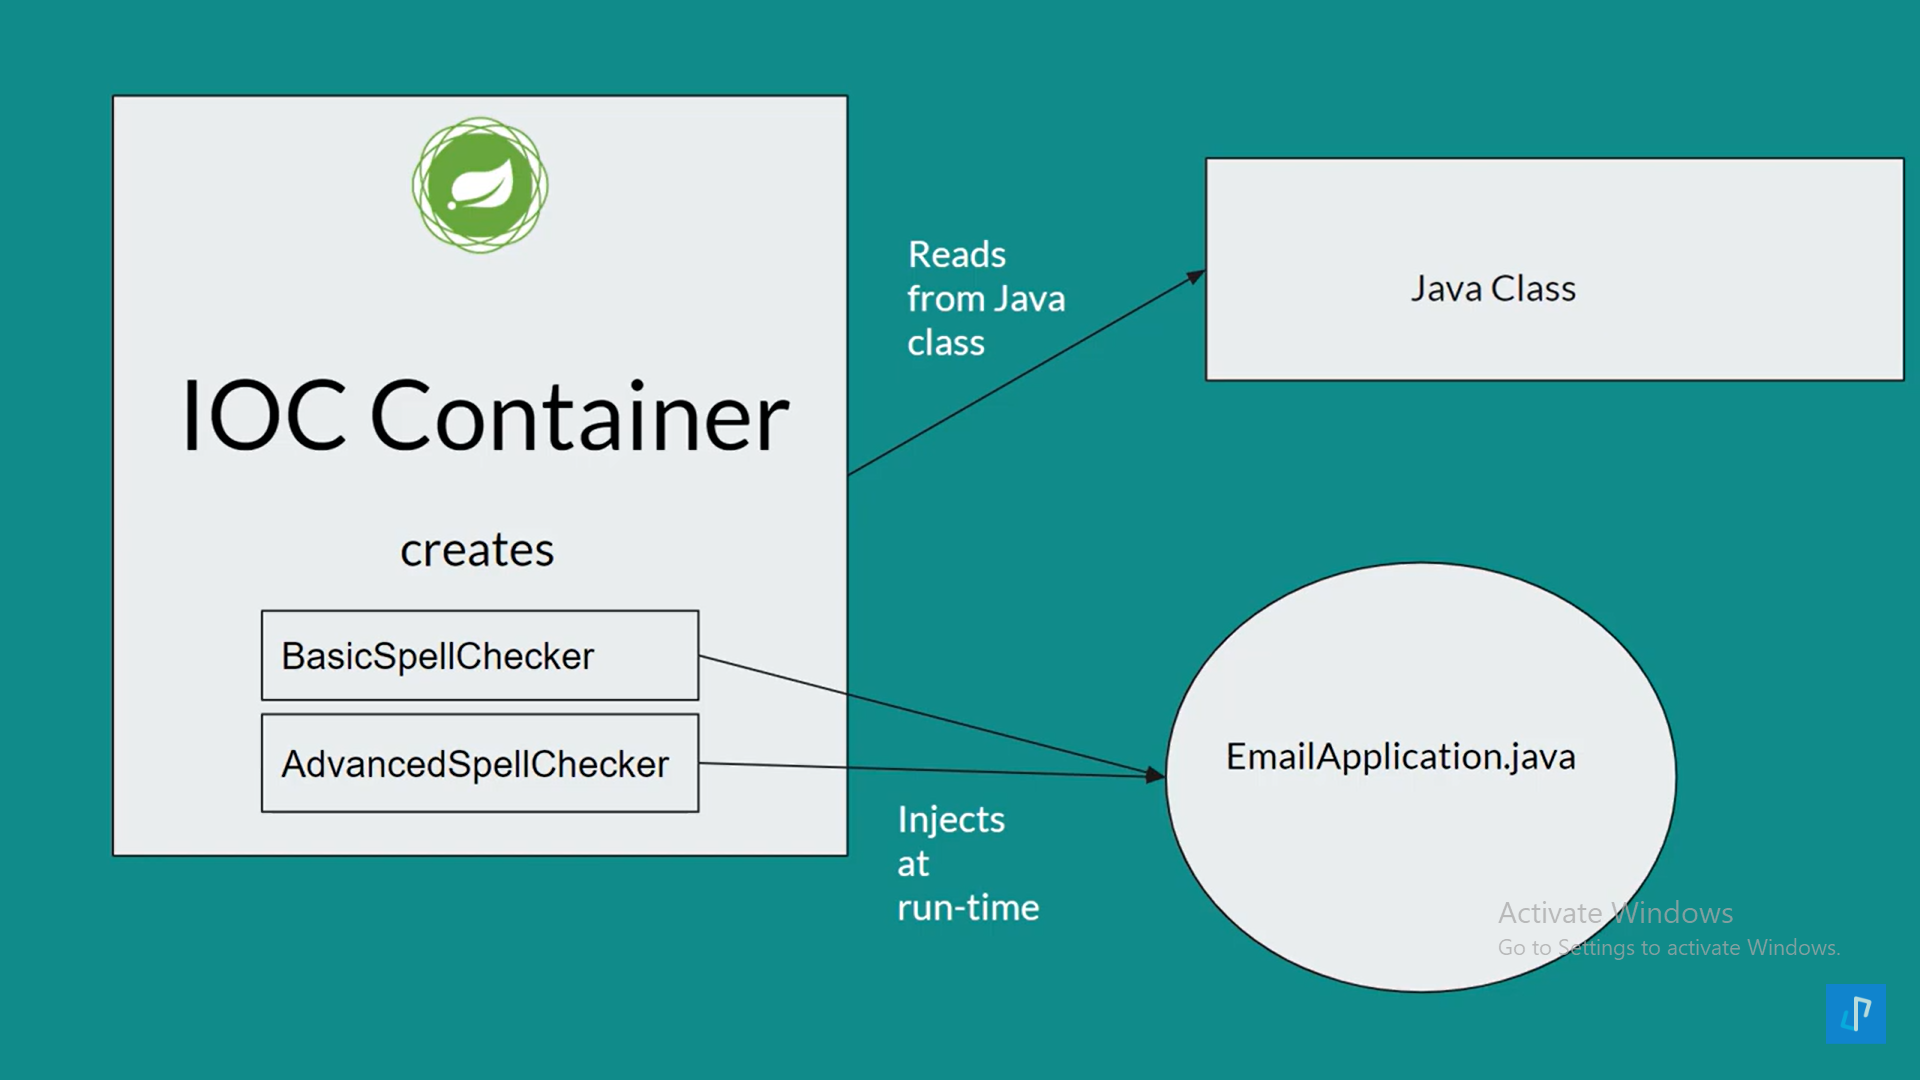 IOC Container
creates
BasicSpellChecker
AdvancedSpellChecker
Reads
from Java
class
Java Class
Injects
at
run-time
EmailApplication.java
Activate Windows
Go to Settings to activate Windows.